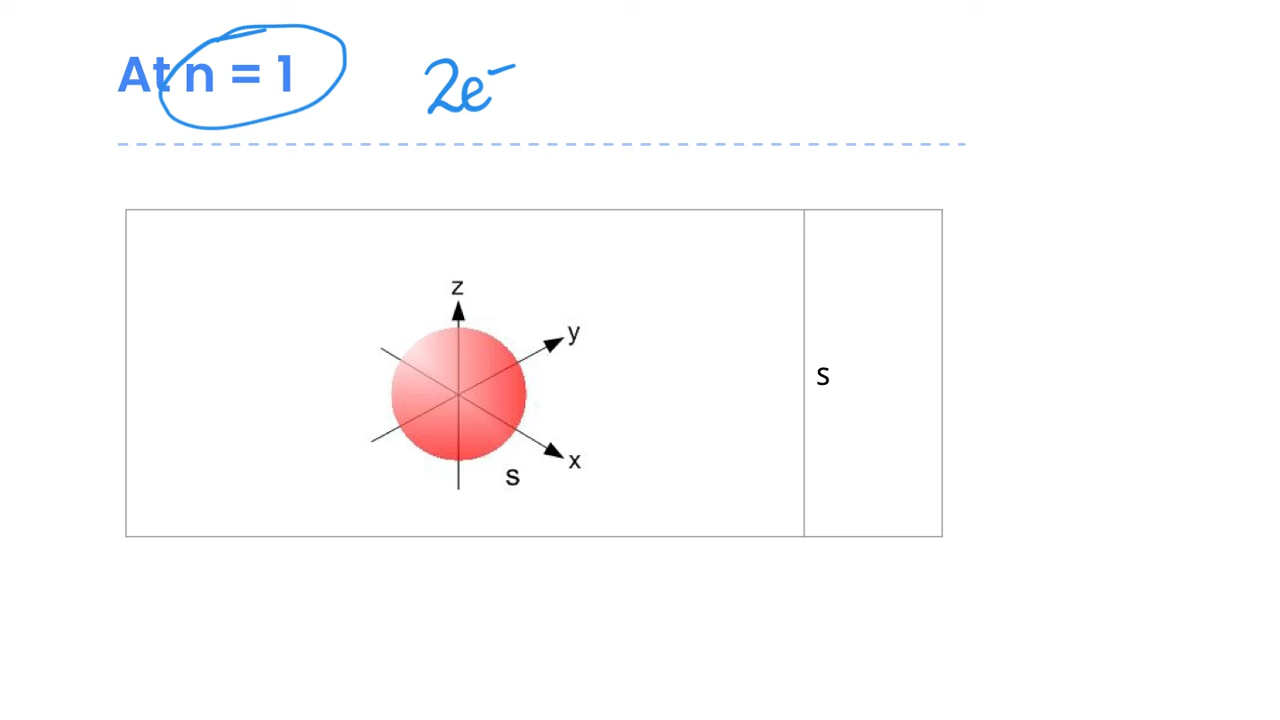 At n = 1 2e⁻
z
y
s
x
s